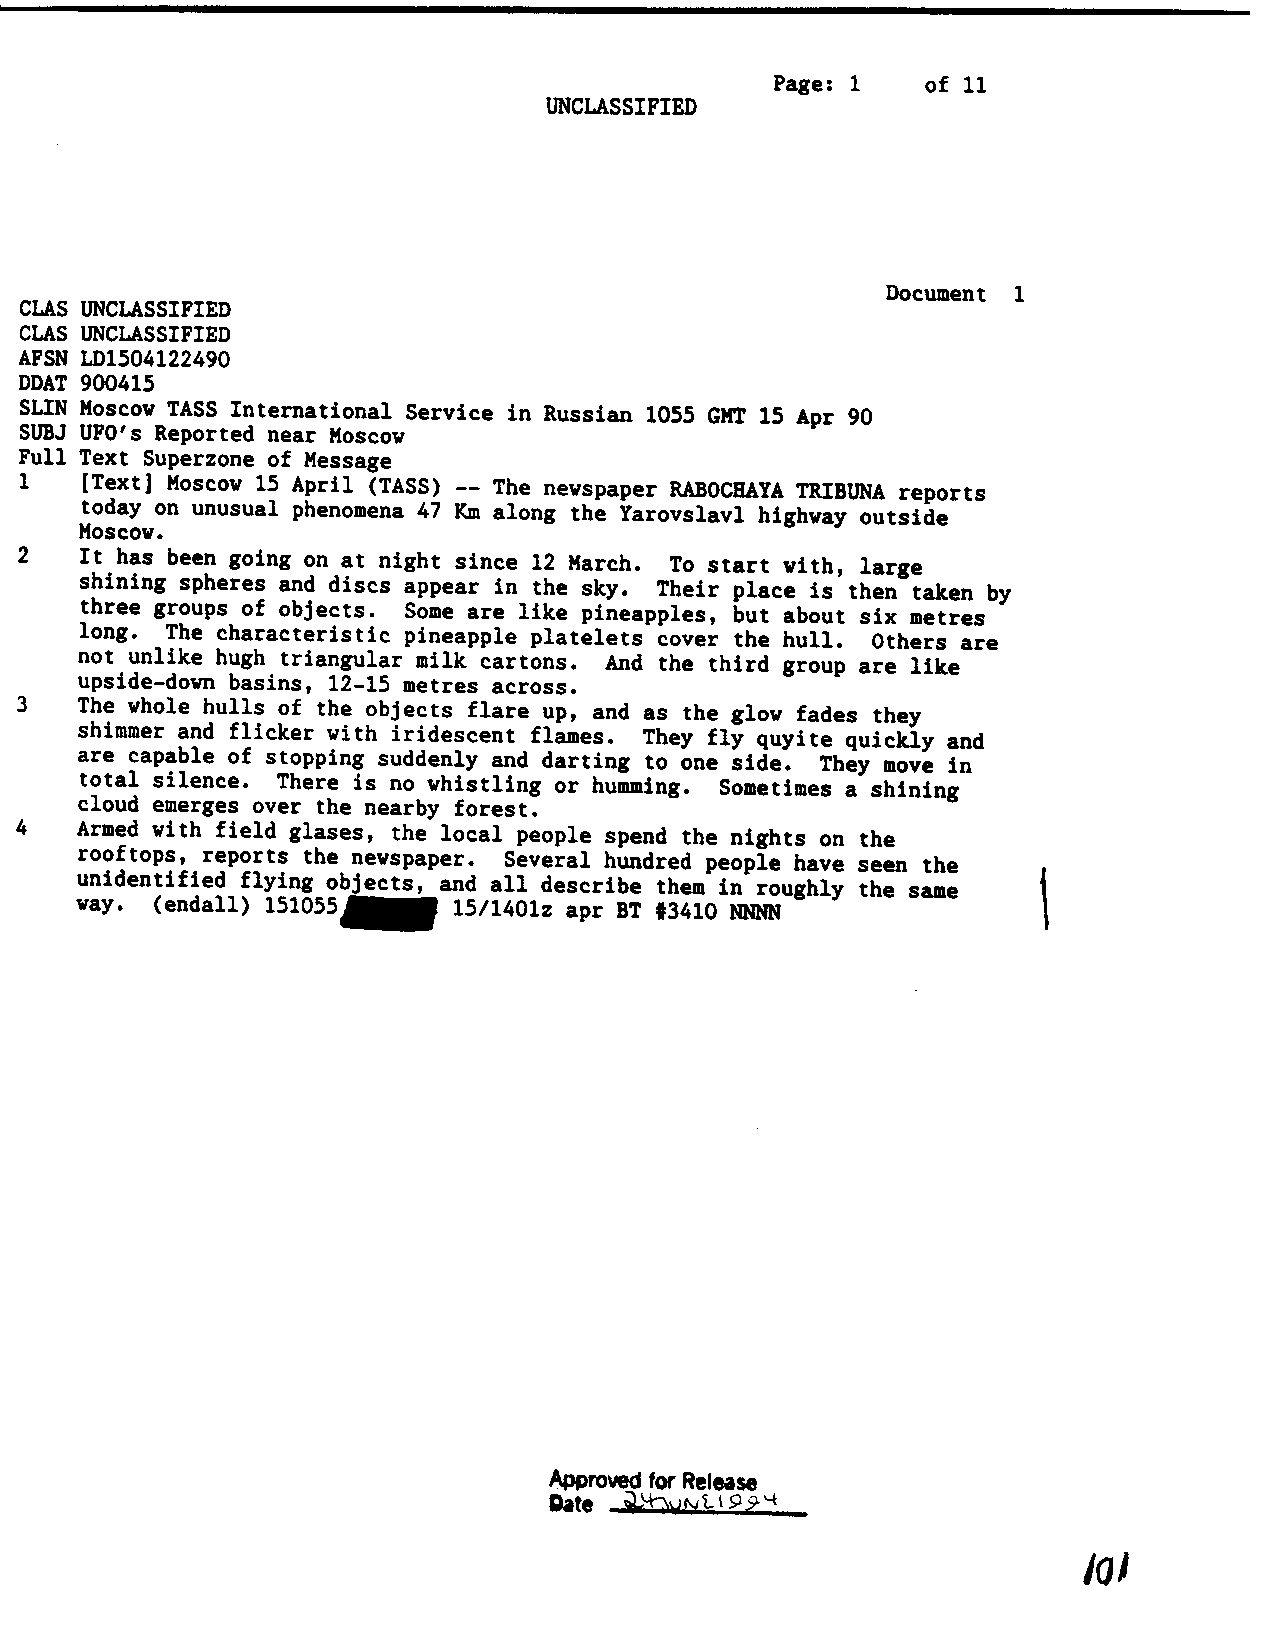 Page: 1 of 11
UNCLASSIFIED
Document 1
CLAS UNCLASSIFIED
CLAS UNCLASSIFIED
AFSN LD1504122490
DDAT 900415
SLIN Moscow TASS International Service in Russian 1055 GMT 15 Apr 90
SUBJ UFO's Reported near Moscow
Full Text Superzone of Message
1 [Text] Moscow 15 April (TASS) -- The newspaper RABOCHAYA TRIBUNA reports
today on unusual phenomena 47 Km along the Yarovslavl highway outside
Moscow.
2 It has been going on at night since 12 March. To start with, large
shining spheres and discs appear in the sky. Their place is then taken by
three groups of objects. Some are like pineapples, but about six metres
long. The characteristic pineapple platelets cover the hull. Others are
not unlike hugh triangular milk cartons. And the third group are like
upside-down basins, 12-15 metres across.
3 The whole hulls of the objects flare up, and as the glow fades they
shimmer and flicker with iridescent flames. They fly quyite quickly and
are capable of stopping suddenly and darting to one side. They move in
total silence. There is no whistling or humming. Sometimes a shining
cloud emerges over the nearby forest.
4 Armed with field glases, the local people spend the nights on the
rooftops, reports the newspaper. Several hundred people have seen the
unidentified flying objects, and all describe them in roughly the same
way. (endall) 151055 15/1401z apr BT #3410 NNNN
Approved for Release
Date 24 JUNE 1994
101